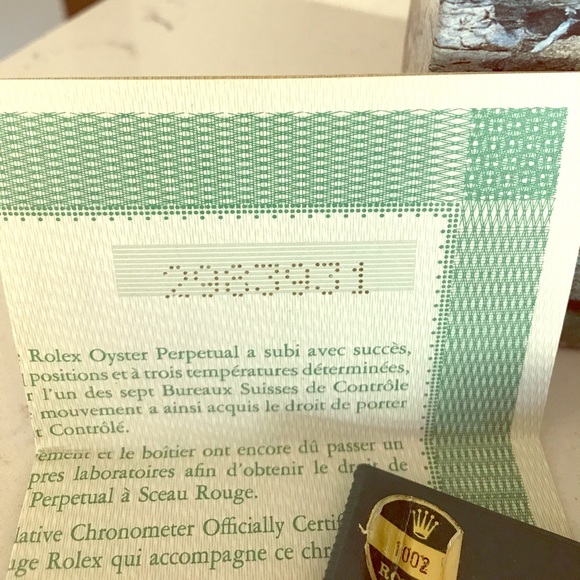 2963931
Rolex Oyster Perpetual a subi avec succès,
positions et à trois températures déterminées,
r l'un des sept Bureaux Suisses de Contrôle
mouvement a ainsi acquis le droit de porter
t Contrôlé.
ement et le boîtier ont encore dû passer un
pres laboratoires afin d'obtenir le droit de
Perpetual à Sceau Rouge.
lative Chronometer Officially Certif
uge Rolex qui accompagne ce chr
1002
RO